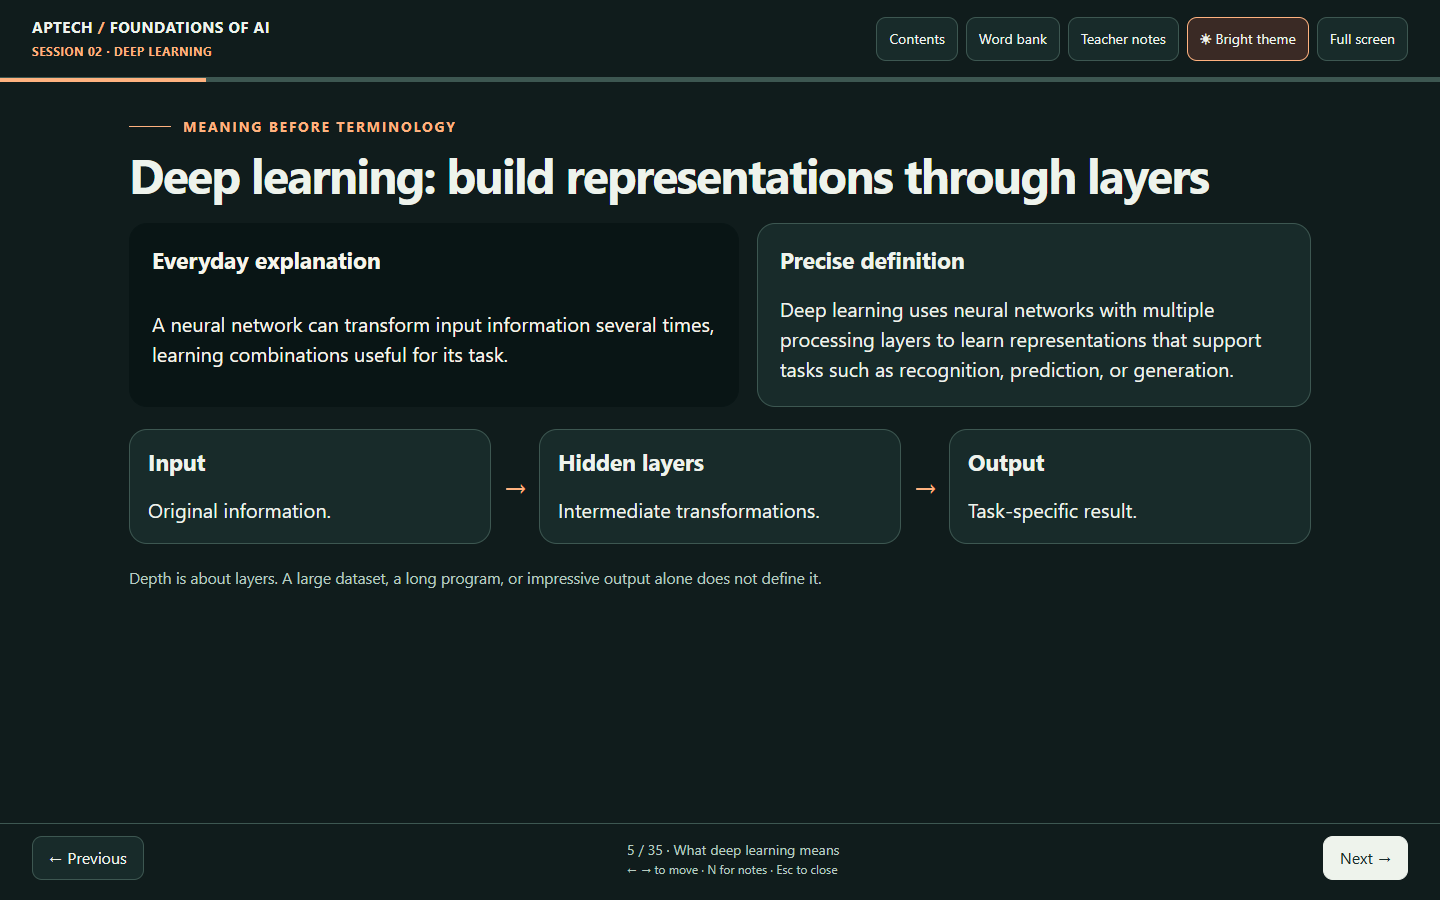 APTECH / FOUNDATIONS OF AI
SESSION 02 · DEEP LEARNING
Contents
Word bank
Teacher notes
☀ Bright theme
Full screen
MEANING BEFORE TERMINOLOGY
Deep learning: build representations through layers
Everyday explanation
A neural network can transform input information several times,
learning combinations useful for its task.
Precise definition
Deep learning uses neural networks with multiple
processing layers to learn representations that support
tasks such as recognition, prediction, or generation.
Input
Original information.
→
Hidden layers
Intermediate transformations.
→
Output
Task-specific result.
Depth is about layers. A large dataset, a long program, or impressive output alone does not define it.
← Previous
5 / 35 · What deep learning means
← → to move · N for notes · Esc to close
Next →